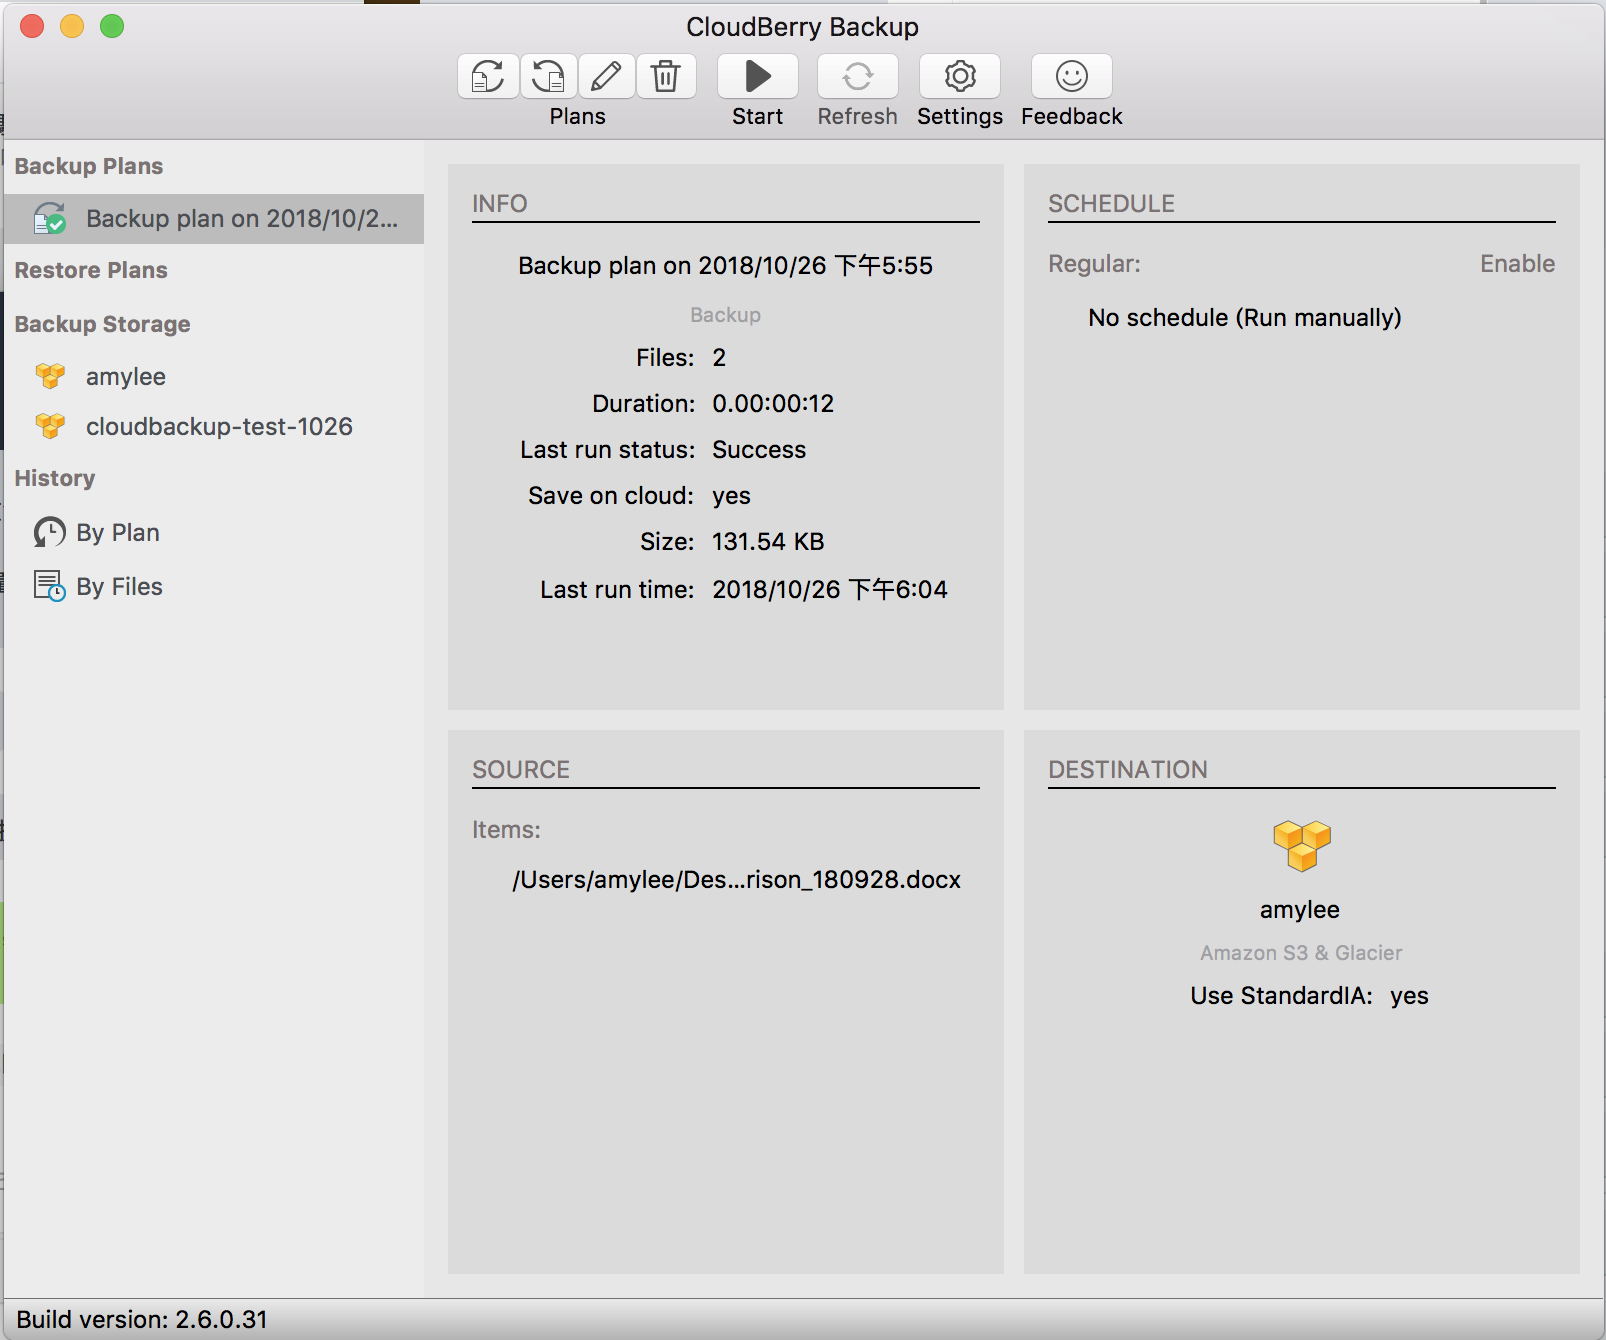 CloudBerry Backup
Plans
Start
Refresh
Settings
Feedback
Backup Plans
Backup plan on 2018/10/2...
Restore Plans
Backup Storage
amylee
cloudbackup-test-1026
History
By Plan
By Files
INFO
Backup plan on 2018/10/26 下午5:55
Backup
Files: 2
Duration: 0.00:00:12
Last run status: Success
Save on cloud: yes
Size: 131.54 KB
Last run time: 2018/10/26 下午6:04
SCHEDULE
Regular: Enable
No schedule (Run manually)
SOURCE
Items:
/Users/amylee/Des...rison_180928.docx
DESTINATION
amylee
Amazon S3 & Glacier
Use StandardIA: yes
Build version: 2.6.0.31